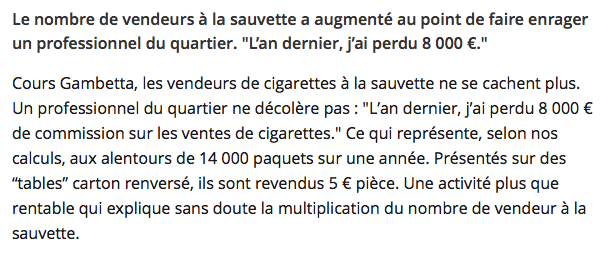 Le nombre de vendeurs à la sauvette a augmenté au point de faire enrager
un professionnel du quartier. "L’an dernier, j’ai perdu 8 000 €."
Cours Gambetta, les vendeurs de cigarettes à la sauvette ne se cachent plus.
Un professionnel du quartier ne décolère pas : "L’an dernier, j’ai perdu 8 000 €
de commission sur les ventes de cigarettes." Ce qui représente, selon nos
calculs, aux alentours de 14 000 paquets sur une année. Présentés sur des
“tables” carton renversé, ils sont revendus 5 € pièce. Une activité plus que
rentable qui explique sans doute la multiplication du nombre de vendeur à la
sauvette.